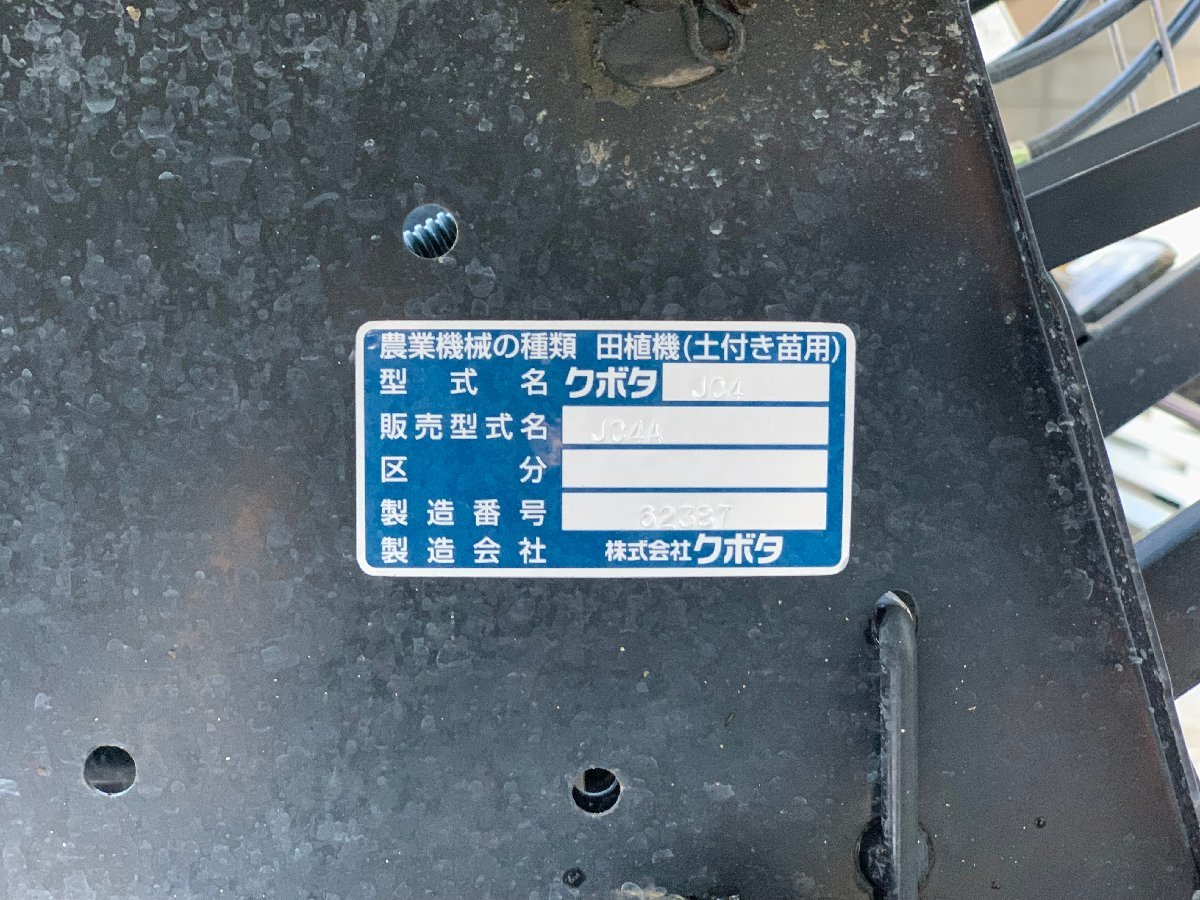 農業機械の種類 田植機(土付き苗用)
型式名 クボタ JC4
販売型式名 JC4A
区分
製造番号 62387
製造会社 株式会社クボタ